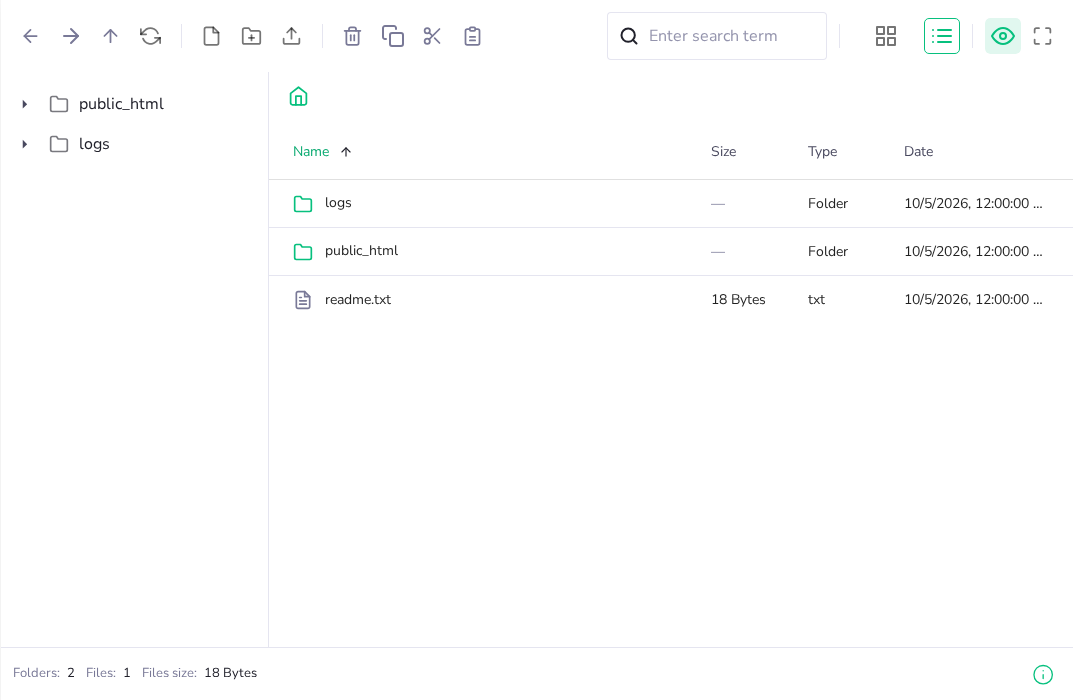 Enter search term
public_html
logs
Name Size Type Date
logs — Folder 10/5/2026, 12:00:00 ...
public_html — Folder 10/5/2026, 12:00:00 ...
readme.txt 18 Bytes txt 10/5/2026, 12:00:00 ...
Folders: 2 Files: 1 Files size: 18 Bytes